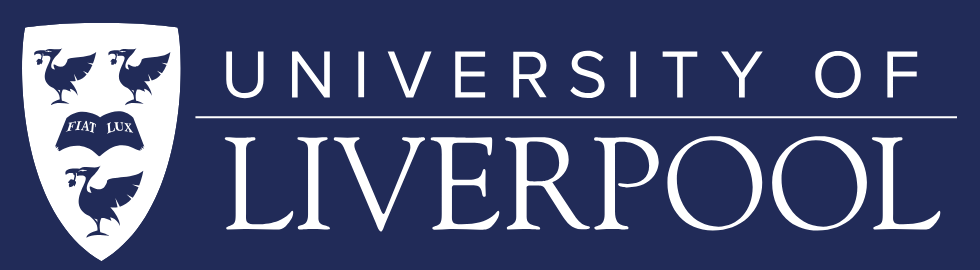 FIAT LUX
UNIVERSITY OF
LIVERPOOL